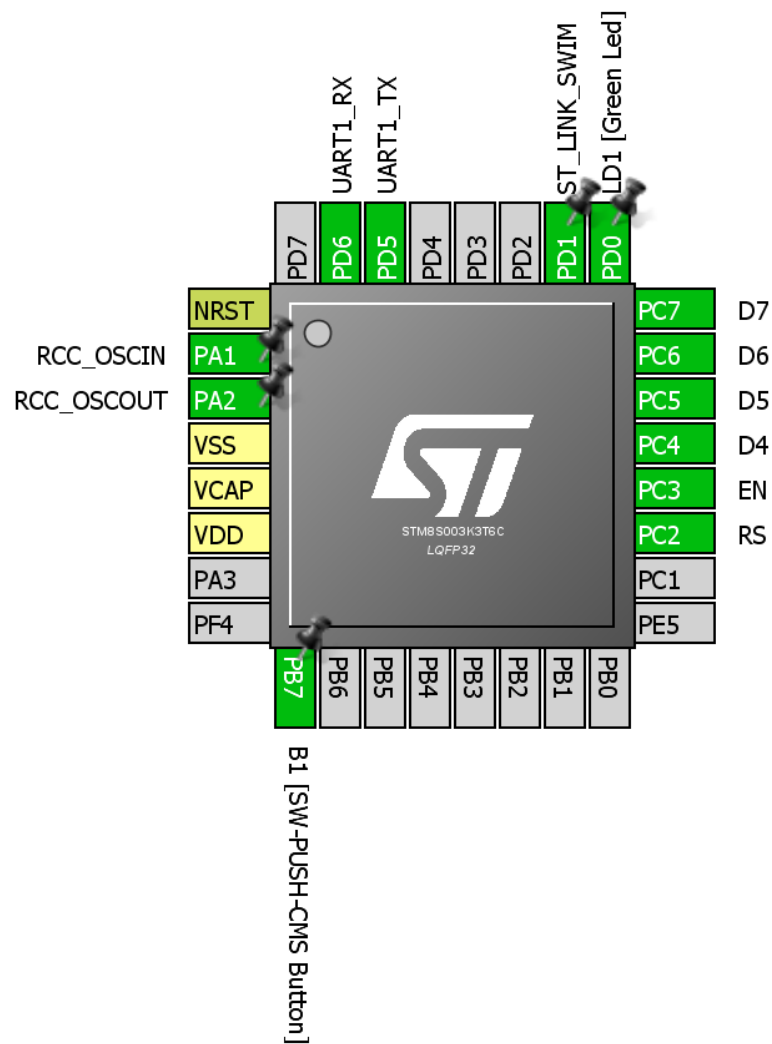 UART1_RX
UART1_TX
ST_LINK_SWIM
LD1 [Green Led]
PD7
PD6
PD5
PD4
PD3
PD2
PD1
PD0
NRST
PC7 D7
RCC_OSCIN PA1
PC6 D6
RCC_OSCOUT PA2
PC5 D5
VSS
PC4 D4
VCAP
PC3 EN
VDD
PC2 RS
PA3
PC1
PF4
PE5
STM8S003K3T6C
LQFP32
PB7
PB6
PB5
PB4
PB3
PB2
PB1
PB0
B1 [SW-PUSH-CMS Button]